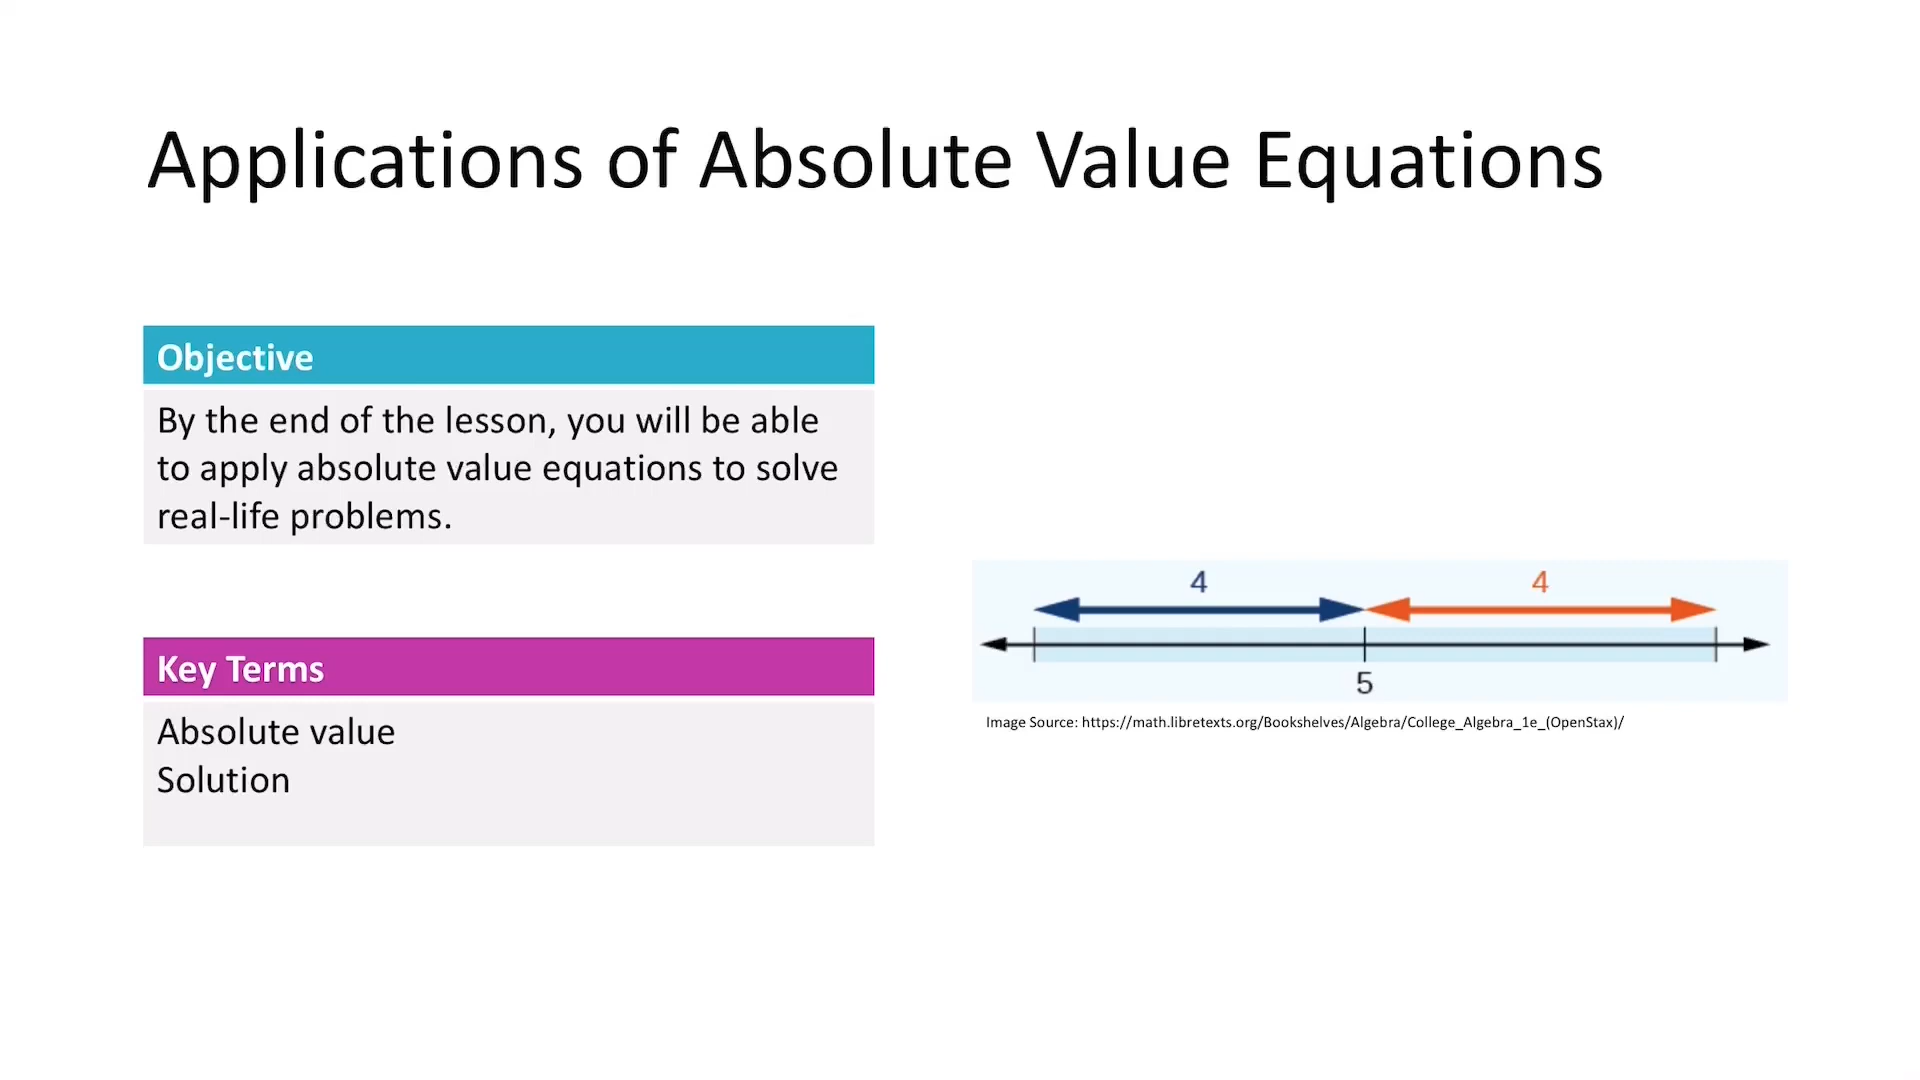 Applications of Absolute Value Equations
Objective
By the end of the lesson, you will be able
to apply absolute value equations to solve
real-life problems.
Key Terms
Absolute value
Solution
4 4
5
Image Source: https://math.libretexts.org/Bookshelves/Algebra/College_Algebra_1e_(OpenStax)/